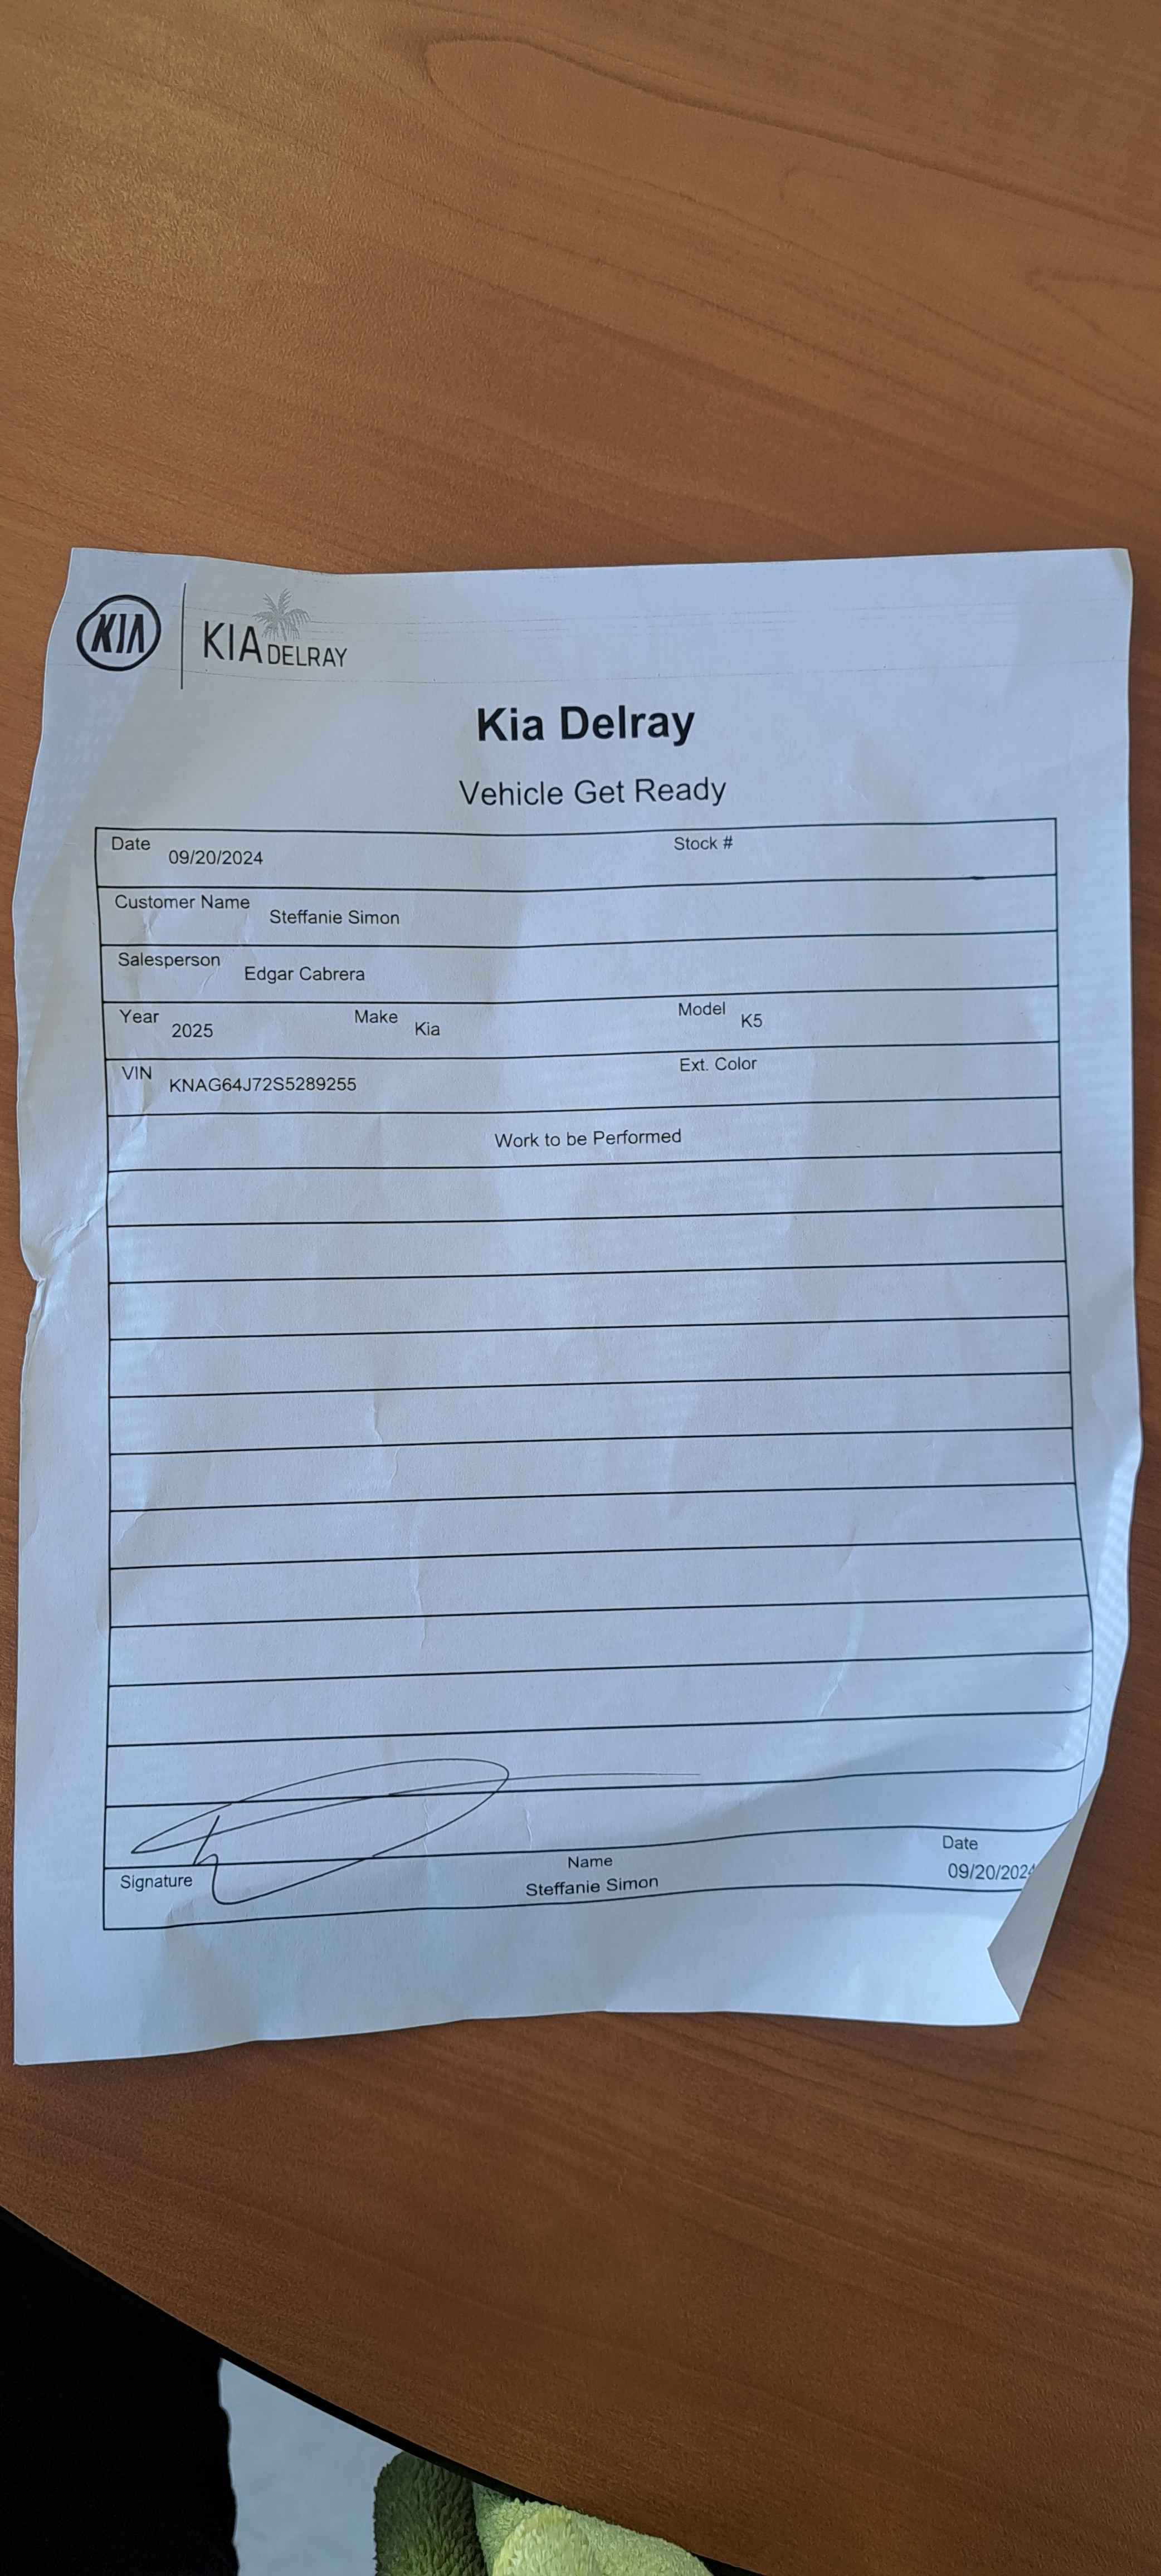 KIA KIA DELRAY
Kia Delray
Vehicle Get Ready
Date 09/20/2024 Stock #
Customer Name Steffanie Simon
Salesperson Edgar Cabrera
Year 2025 Make Kia Model K5
VIN KNAG64J72S5289255 Ext. Color
Work to be Performed
Signature Name Date
Steffanie Simon 09/20/2024